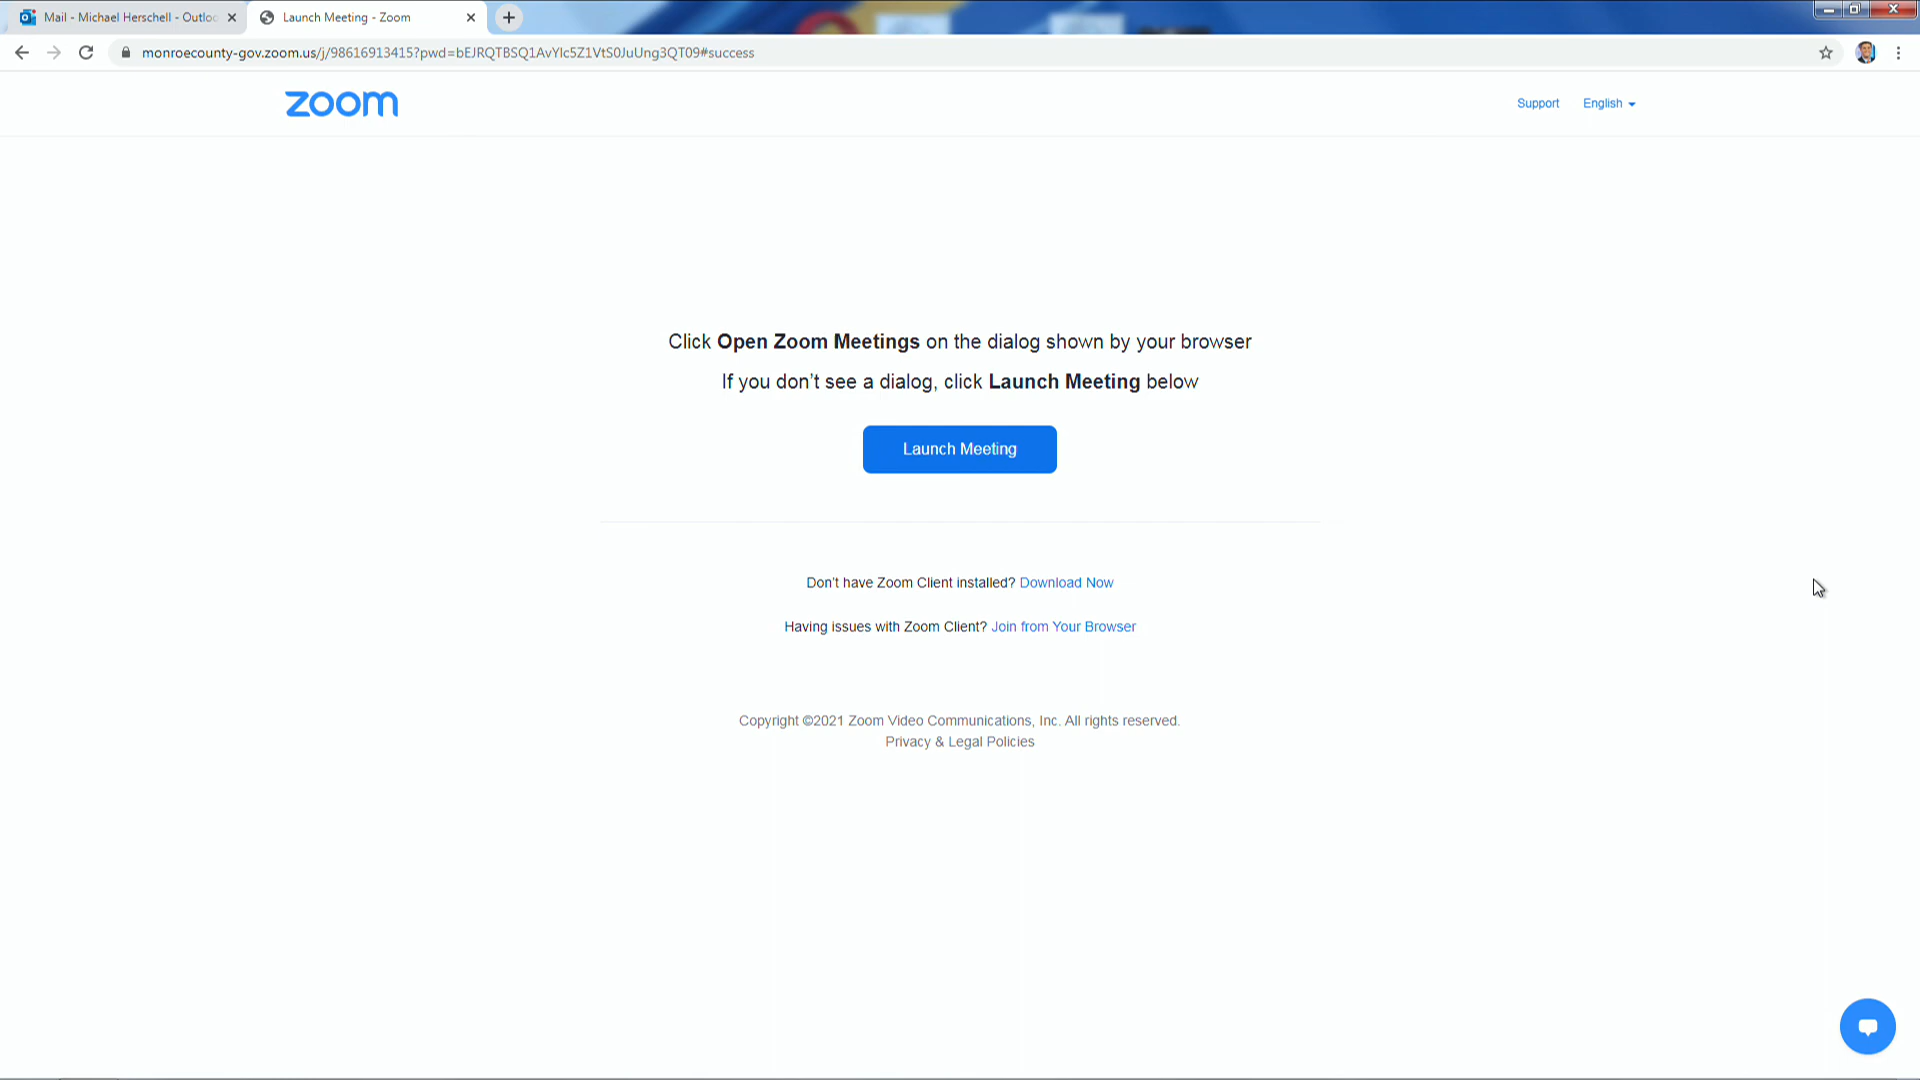 Mail - Michael Herschell - Outloo
Launch Meeting - Zoom
monroecounty-gov.zoom.us/j/98616913415?pwd=bEJRQTBSQ1AvYlc5Z1VtS0JuUng3QT09#success
zoom
Support English
Click Open Zoom Meetings on the dialog shown by your browser
If you don’t see a dialog, click Launch Meeting below
Launch Meeting
Don’t have Zoom Client installed? Download Now
Having issues with Zoom Client? Join from Your Browser
Copyright ©2021 Zoom Video Communications, Inc. All rights reserved.
Privacy & Legal Policies